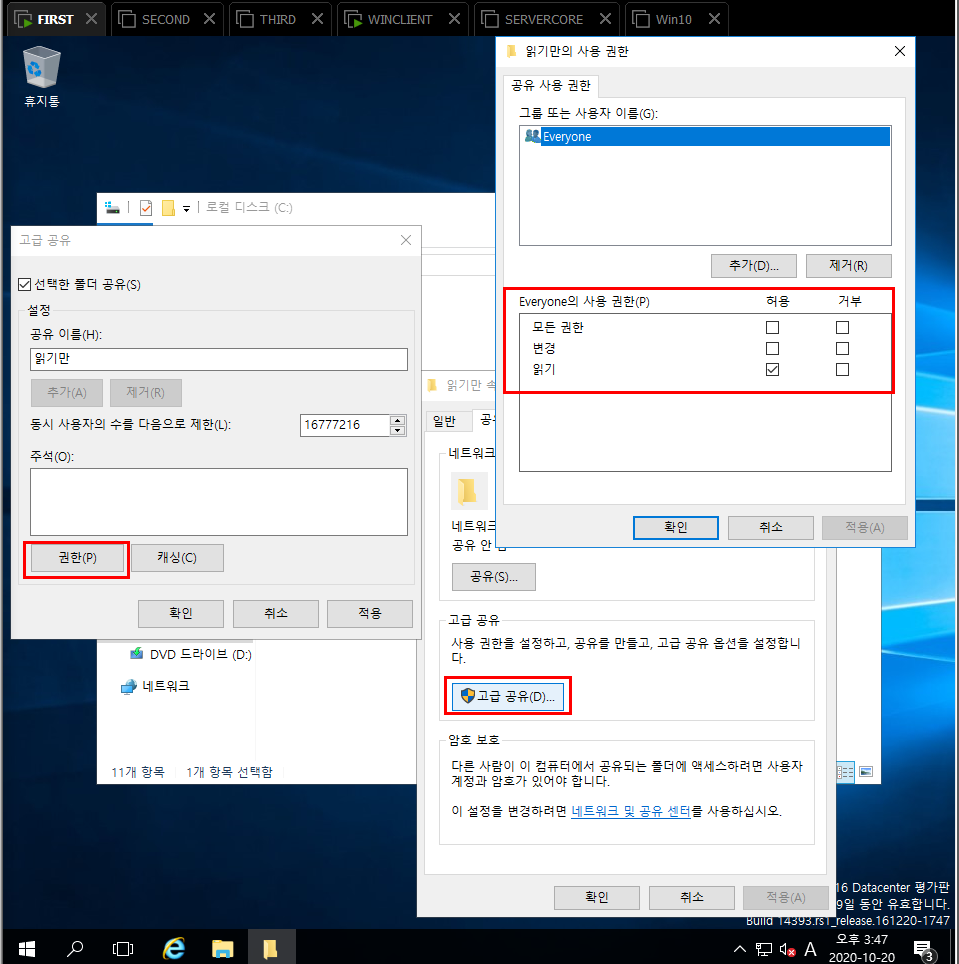 FIRST
SECOND
THIRD
WINCLIENT
SERVERCORE
Win10
휴지통
로컬 디스크 (C:)
읽기만의 사용 권한
공유 사용 권한
그룹 또는 사용자 이름(G):
Everyone
추가(D)...
제거(R)
Everyone의 사용 권한(P)
허용
거부
모든 권한
변경
읽기
확인
취소
적용(A)
고급 공유
선택한 폴더 공유(S)
설정
공유 이름(H):
읽기만
추가(A)
제거(R)
동시 사용자의 수를 다음으로 제한(L):
16777216
주석(O):
권한(P)
캐싱(C)
확인
취소
적용
읽기만 속
일반
공유
네트워크
네트워크
공유 안
공유(S)...
고급 공유
사용 권한을 설정하고, 공유를 만들고, 고급 공유 옵션을 설정합니
다.
고급 공유(D)...
암호 보호
다른 사람이 이 컴퓨터에서 공유되는 폴더에 액세스하려면 사용자
계정과 암호가 있어야 합니다.
이 설정을 변경하려면 네트워크 및 공유 센터를 사용하십시오.
확인
취소
적용(A)
DVD 드라이브 (D:)
네트워크
11개 항목
1개 항목 선택함
16 Datacenter 평가판
9일 동안 유효합니다.
Build 14393.rs1_release.161220-1747
A
오후 3:47
2020-10-20
3